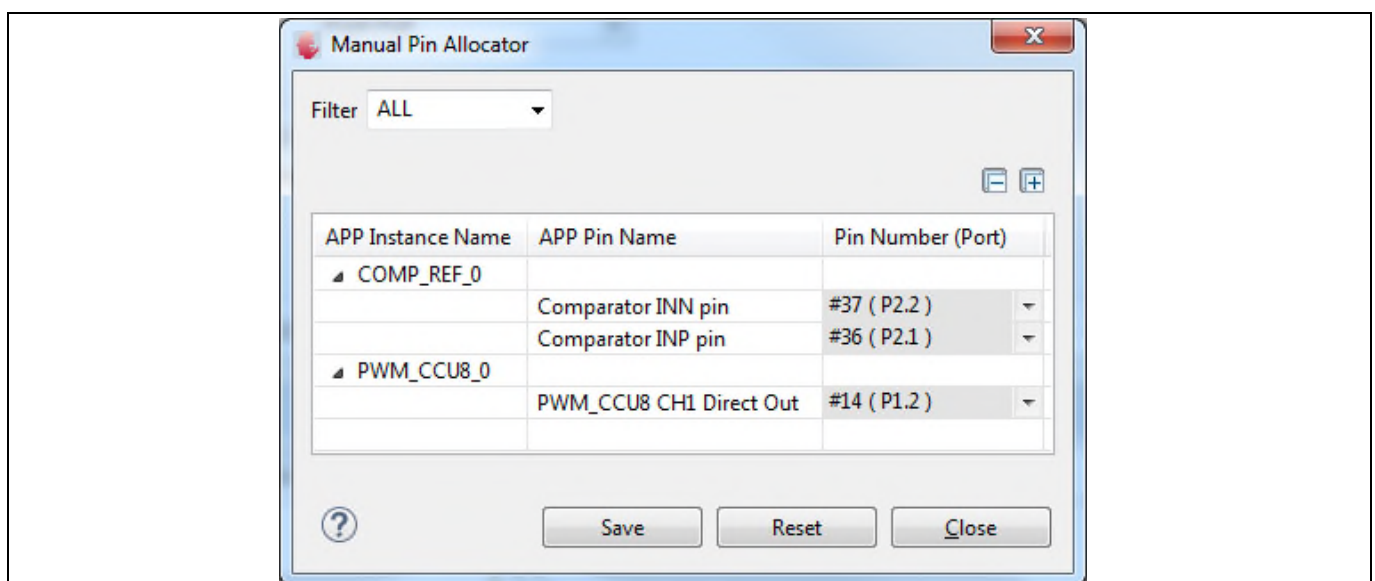 Manual Pin Allocator
Filter ALL
APP Instance Name APP Pin Name Pin Number (Port)
COMP_REF_0
Comparator INN pin #37 ( P2.2 )
Comparator INP pin #36 ( P2.1 )
PWM_CCU8_0
PWM_CCU8 CH1 Direct Out #14 ( P1.2 )
? Save Reset Close